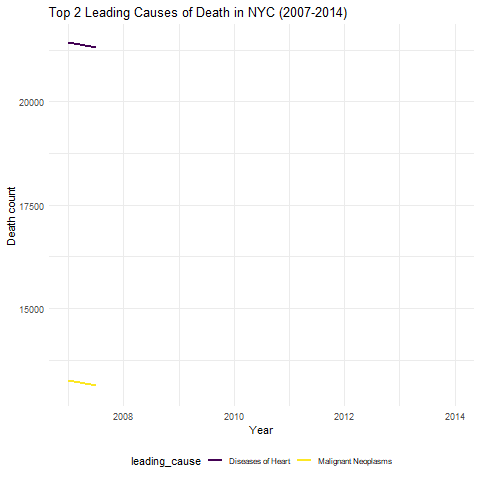 Top 2 Leading Causes of Death in NYC (2007-2014)
Death count
20000
17500
15000
2008 2010 2012 2014
Year
leading_cause Diseases of Heart Malignant Neoplasms